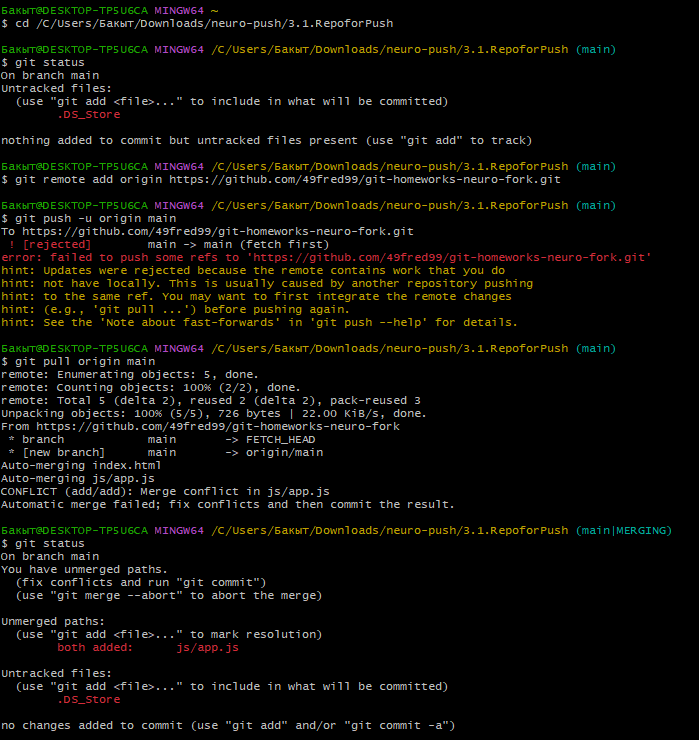 Бакыт@DESKTOP-TP5U6CA MINGW64 ~
$ cd /C/Users/Бакыт/Downloads/neuro-push/3.1.RepoforPush
Бакыт@DESKTOP-TP5U6CA MINGW64 /C/Users/Бакыт/Downloads/neuro-push/3.1.RepoforPush (main)
$ git status
On branch main
Untracked files:
  (use "git add <file>..." to include in what will be committed)
        .DS_Store
nothing added to commit but untracked files present (use "git add" to track)
Бакыт@DESKTOP-TP5U6CA MINGW64 /C/Users/Бакыт/Downloads/neuro-push/3.1.RepoforPush (main)
$ git remote add origin https://github.com/49fred99/git-homeworks-neuro-fork.git
Бакыт@DESKTOP-TP5U6CA MINGW64 /C/Users/Бакыт/Downloads/neuro-push/3.1.RepoforPush (main)
$ git push -u origin main
To https://github.com/49fred99/git-homeworks-neuro-fork.git
 ! [rejected]        main -> main (fetch first)
error: failed to push some refs to 'https://github.com/49fred99/git-homeworks-neuro-fork.git'
hint: Updates were rejected because the remote contains work that you do
hint: not have locally. This is usually caused by another repository pushing
hint: to the same ref. You may want to first integrate the remote changes
hint: (e.g., 'git pull ...') before pushing again.
hint: See the 'Note about fast-forwards' in 'git push --help' for details.
Бакыт@DESKTOP-TP5U6CA MINGW64 /C/Users/Бакыт/Downloads/neuro-push/3.1.RepoforPush (main)
$ git pull origin main
remote: Enumerating objects: 5, done.
remote: Counting objects: 100% (2/2), done.
remote: Total 5 (delta 2), reused 2 (delta 2), pack-reused 3
Unpacking objects: 100% (5/5), 726 bytes | 22.00 KiB/s, done.
From https://github.com/49fred99/git-homeworks-neuro-fork
 * branch            main       -> FETCH_HEAD
 * [new branch]      main       -> origin/main
Auto-merging index.html
Auto-merging js/app.js
CONFLICT (add/add): Merge conflict in js/app.js
Automatic merge failed; fix conflicts and then commit the result.
Бакыт@DESKTOP-TP5U6CA MINGW64 /C/Users/Бакыт/Downloads/neuro-push/3.1.RepoforPush (main|MERGING)
$ git status
On branch main
You have unmerged paths.
  (fix conflicts and run "git commit")
  (use "git merge --abort" to abort the merge)
Unmerged paths:
  (use "git add <file>..." to mark resolution)
        both added:      js/app.js
Untracked files:
  (use "git add <file>..." to include in what will be committed)
        .DS_Store
no changes added to commit (use "git add" and/or "git commit -a")